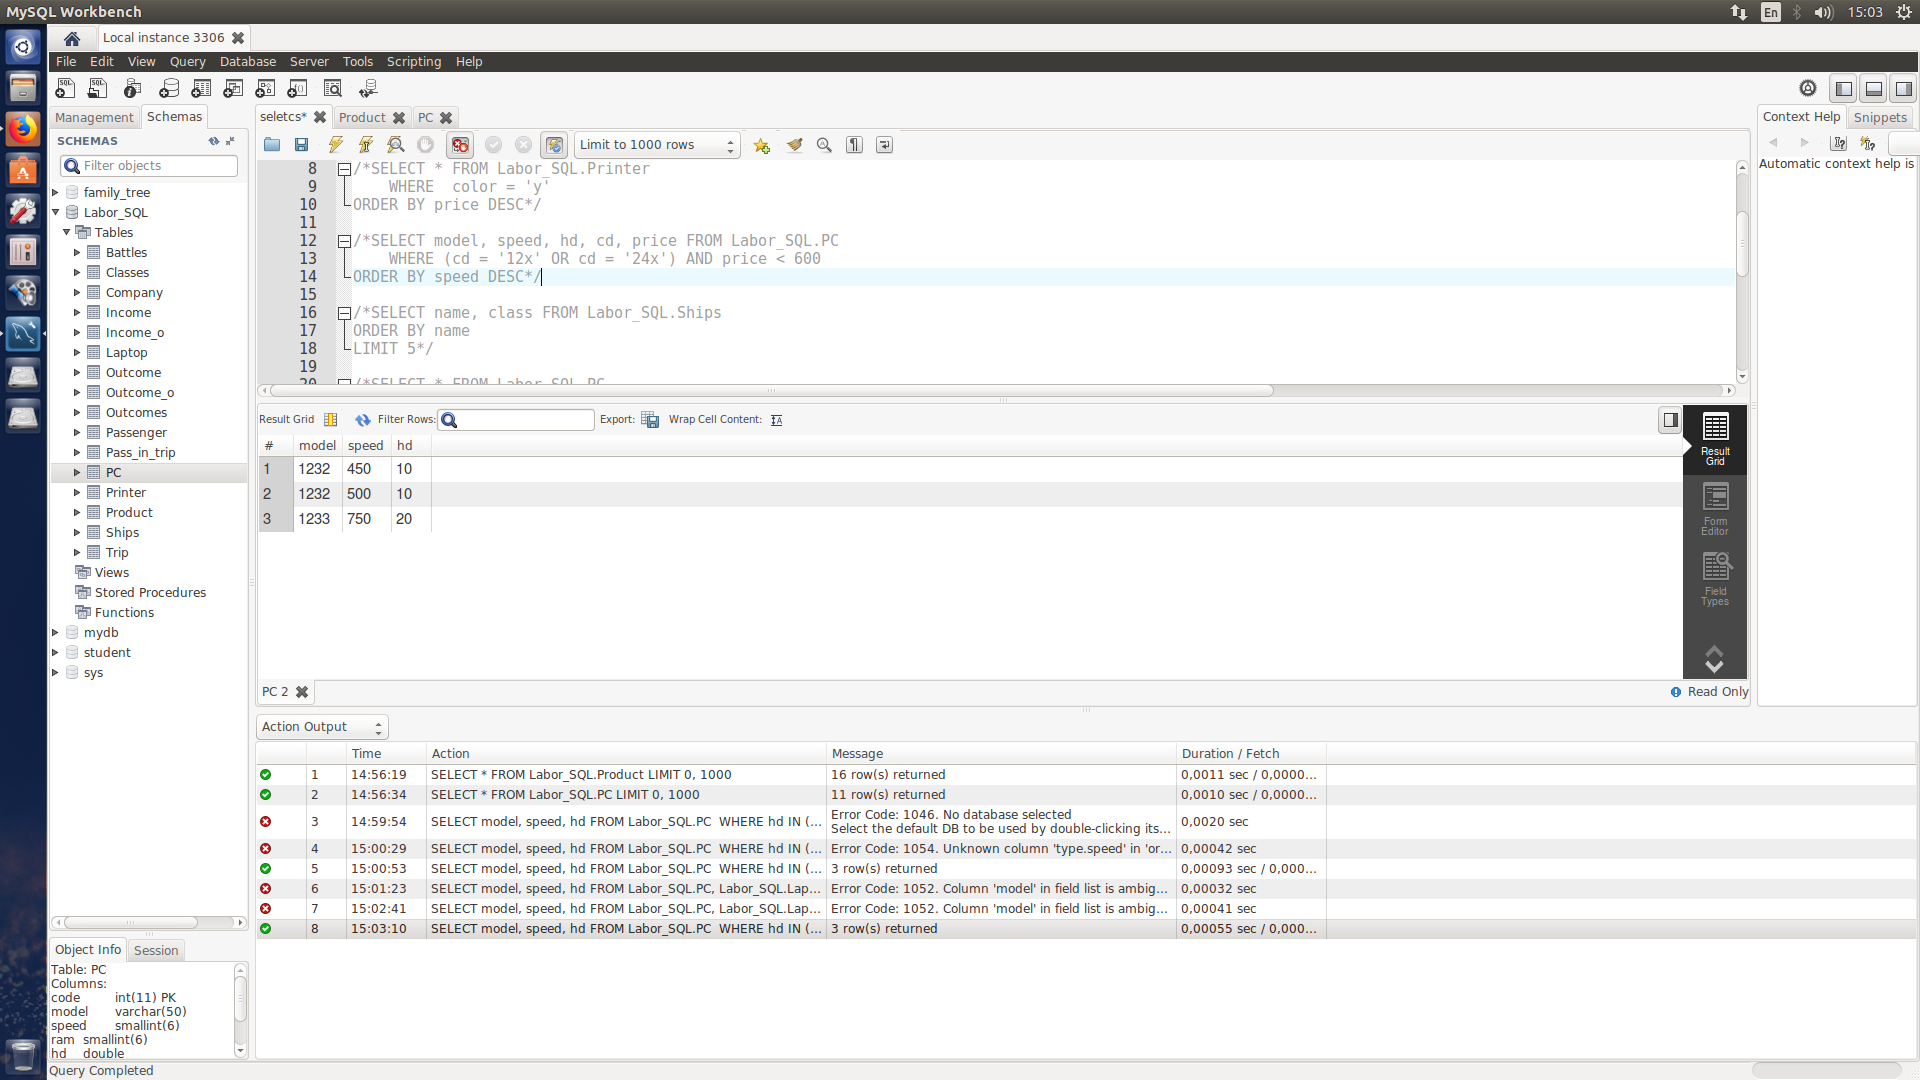 MySQL Workbench
En
15:03
Local instance 3306
File Edit View Query Database Server Tools Scripting Help
Management Schemas
SCHEMAS
Filter objects
family_tree
Labor_SQL
Tables
Battles
Classes
Company
Income
Income_o
Laptop
Outcome
Outcome_o
Outcomes
Passenger
Pass_in_trip
PC
Printer
Product
Ships
Trip
Views
Stored Procedures
Functions
mydb
student
sys
Object Info Session
Table: PC
Columns:
code int(11) PK
model varchar(50)
speed smallint(6)
ram smallint(6)
hd double
Query Completed
seletcs* Product PC
Limit to 1000 rows
8 /*SELECT * FROM Labor_SQL.Printer
9 WHERE color = 'y'
10 ORDER BY price DESC*/
11
12 /*SELECT model, speed, hd, cd, price FROM Labor_SQL.PC
13 WHERE (cd = '12x' OR cd = '24x') AND price < 600
14 ORDER BY speed DESC*/
15
16 /*SELECT name, class FROM Labor_SQL.Ships
17 ORDER BY name
18 LIMIT 5*/
19
20 /*SELECT * FROM Labor_SQL.PC
Result Grid Filter Rows: Export: Wrap Cell Content:
# model speed hd
1 1232 450 10
2 1232 500 10
3 1233 750 20
Result
Grid
Form
Editor
Field
Types
PC 2
Read Only
Action Output
Time Action Message Duration / Fetch
1 14:56:19 SELECT * FROM Labor_SQL.Product LIMIT 0, 1000 16 row(s) returned 0,0011 sec / 0,0000...
2 14:56:34 SELECT * FROM Labor_SQL.PC LIMIT 0, 1000 11 row(s) returned 0,0010 sec / 0,0000...
3 14:59:54 SELECT model, speed, hd FROM Labor_SQL.PC WHERE hd IN (... Error Code: 1046. No database selected
Select the default DB to be used by double-clicking its... 0,0020 sec
4 15:00:29 SELECT model, speed, hd FROM Labor_SQL.PC WHERE hd IN (... Error Code: 1054. Unknown column 'type.speed' in 'or... 0,00042 sec
5 15:00:53 SELECT model, speed, hd FROM Labor_SQL.PC WHERE hd IN (... 3 row(s) returned 0,00093 sec / 0,000...
6 15:01:23 SELECT model, speed, hd FROM Labor_SQL.PC, Labor_SQL.Lap... Error Code: 1052. Column 'model' in field list is ambig... 0,00032 sec
7 15:02:41 SELECT model, speed, hd FROM Labor_SQL.PC, Labor_SQL.Lap... Error Code: 1052. Column 'model' in field list is ambig... 0,00041 sec
8 15:03:10 SELECT model, speed, hd FROM Labor_SQL.PC WHERE hd IN (... 3 row(s) returned 0,00055 sec / 0,000...
Context Help Snippets
Automatic context help is